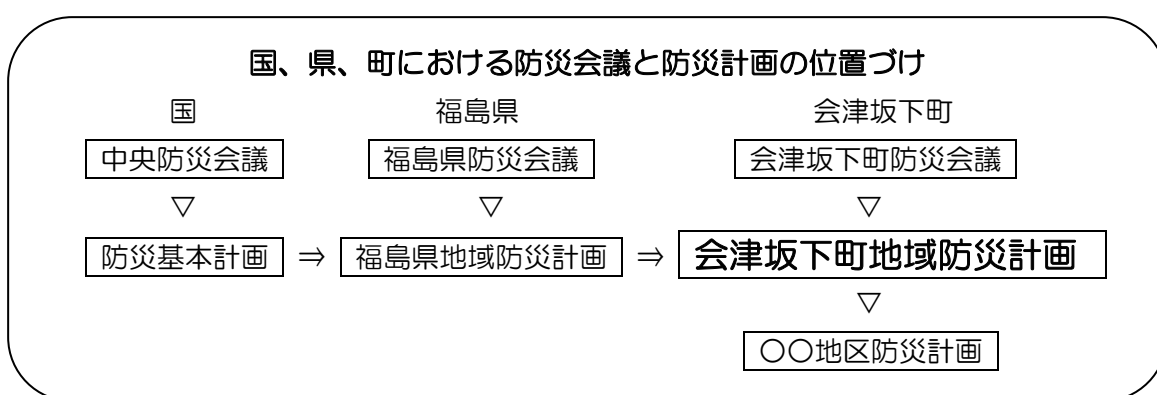 国、県、町における防災会議と防災計画の位置づけ
国 福島県 会津坂下町
中央防災会議 福島県防災会議 会津坂下町防災会議
▽ ▽ ▽
防災基本計画 ⇒ 福島県地域防災計画 ⇒ 会津坂下町地域防災計画
▽
〇〇地区防災計画